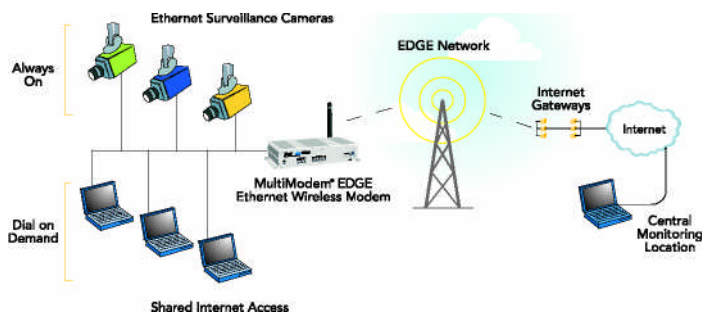 Ethernet Surveillance Cameras
Always
On
EDGE Network
Internet
Gateways
Internet
MultiModem® EDGE
Ethernet Wireless Modem
Dial on
Demand
Central
Monitoring
Location
Shared Internet Access